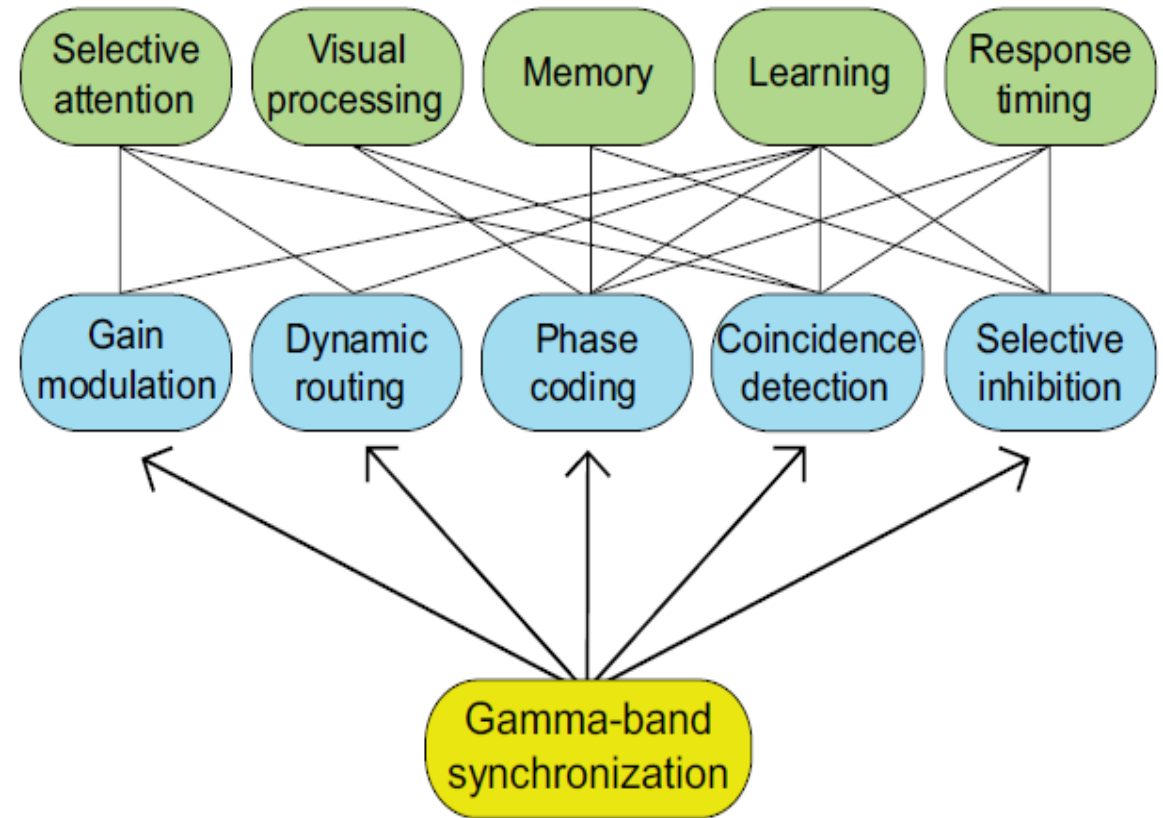 Selective
attention
Visual
processing
Memory
Learning
Response
timing
Gain
modulation
Dynamic
routing
Phase
coding
Coincidence
detection
Selective
inhibition
Gamma-band
synchronization